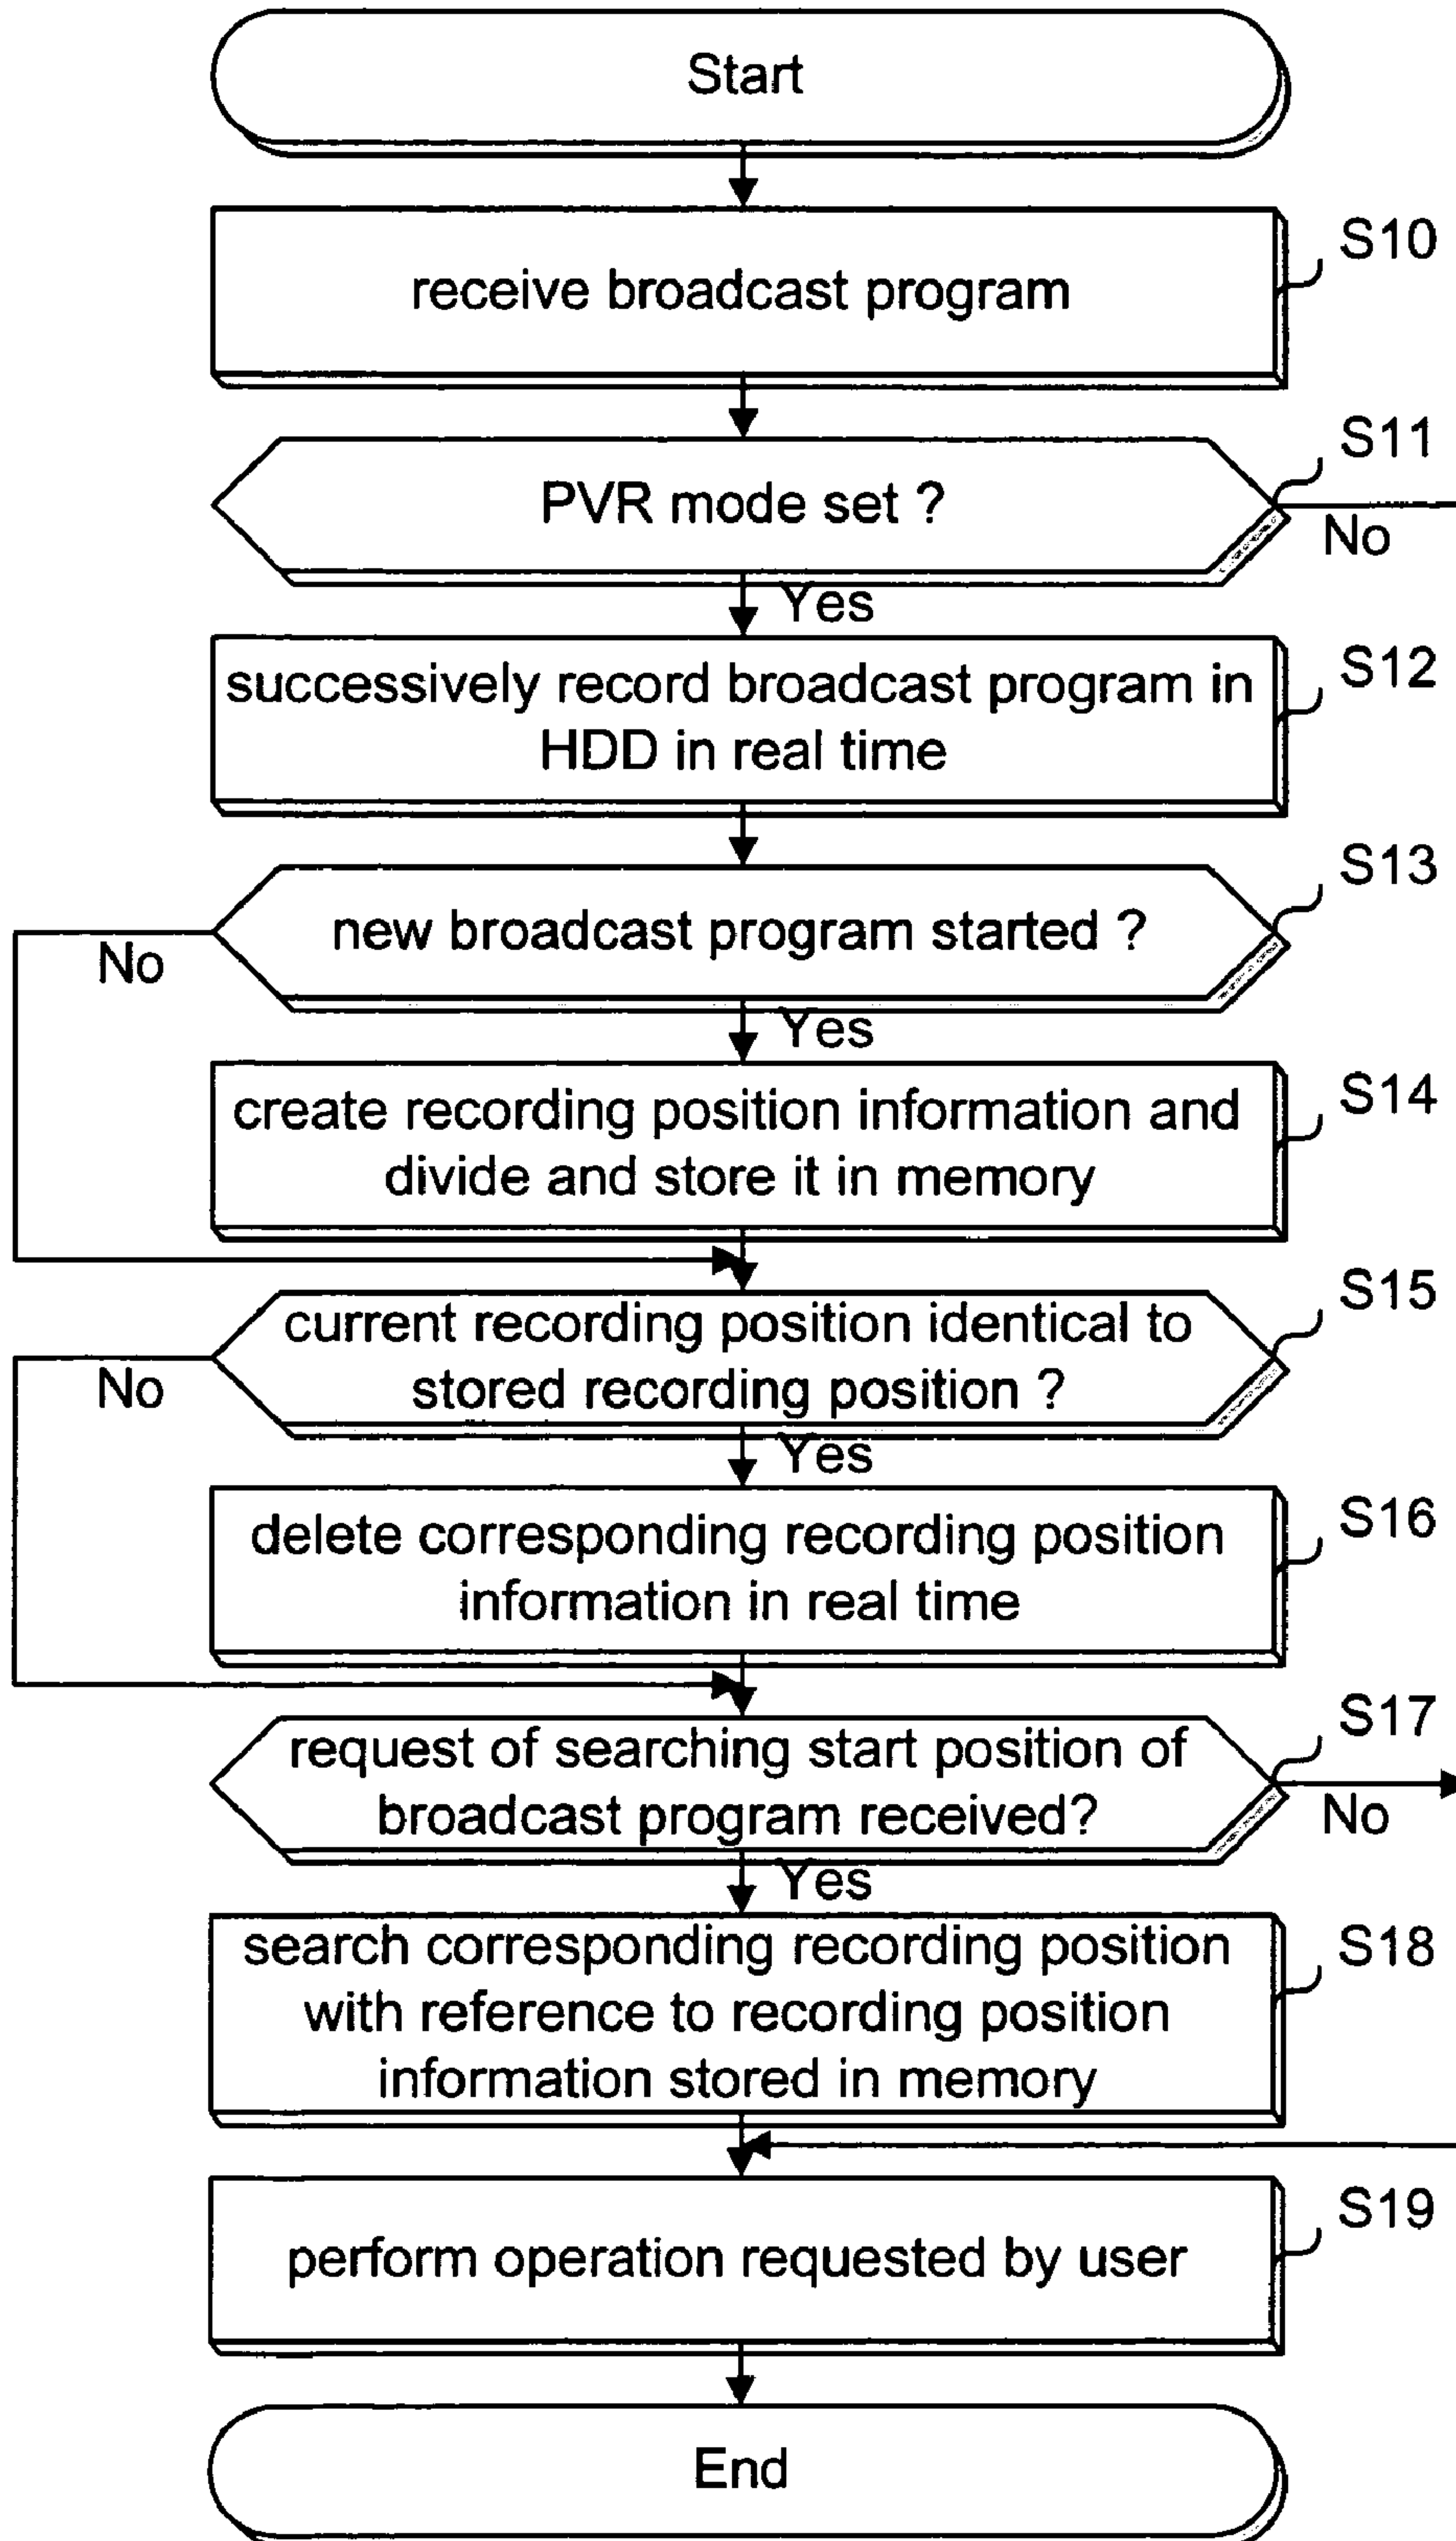 Start
S10
receive broadcast program
S11
PVR mode set ?
No
Yes
S12
successively record broadcast program in
HDD in real time
S13
new broadcast program started ?
No
Yes
S14
create recording position information and
divide and store it in memory
S15
current recording position identical to
stored recording position ?
No
Yes
S16
delete corresponding recording position
information in real time
S17
request of searching start position of
broadcast program received?
No
Yes
S18
search corresponding recording position
with reference to recording position
information stored in memory
S19
perform operation requested by user
End